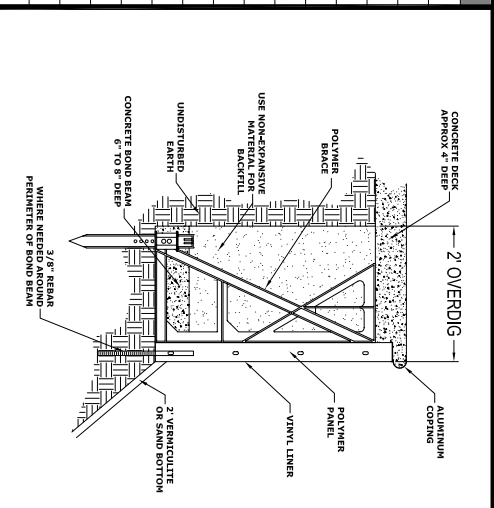 CONCRETE DECK
APPROX 4" DEEP
2' OVERDIG
ALUMINUM
COPING
POLYMER
BRACE
USE NON-EXPANSIVE
MATERIAL FOR
BACKFILL
UNDISTURBED
EARTH
CONCRETE BOND BEAM
6" TO 8" DEEP
3/8" REBAR
WHERE NEEDED AROUND
PERIMETER OF BOND BEAM
POLYMER
PANEL
VINYL LINER
2' VERMICULITE
OR SAND BOTTOM